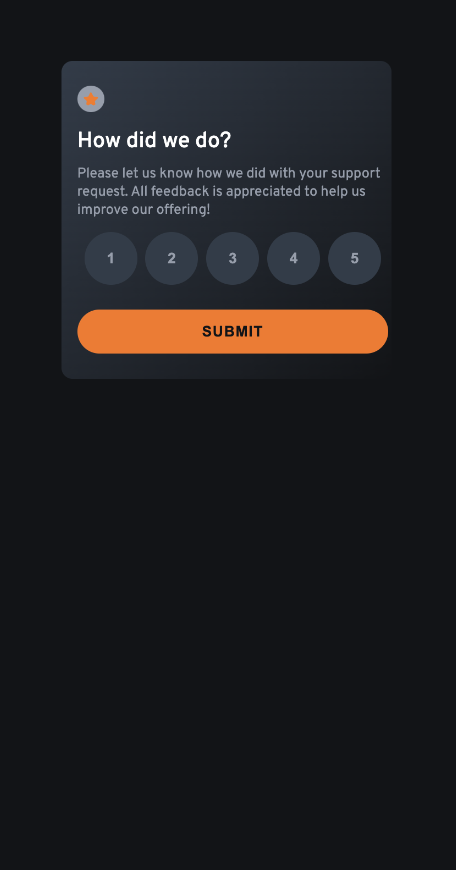 How did we do?
Please let us know how we did with your support
request. All feedback is appreciated to help us
improve our offering!
1 2 3 4 5
SUBMIT